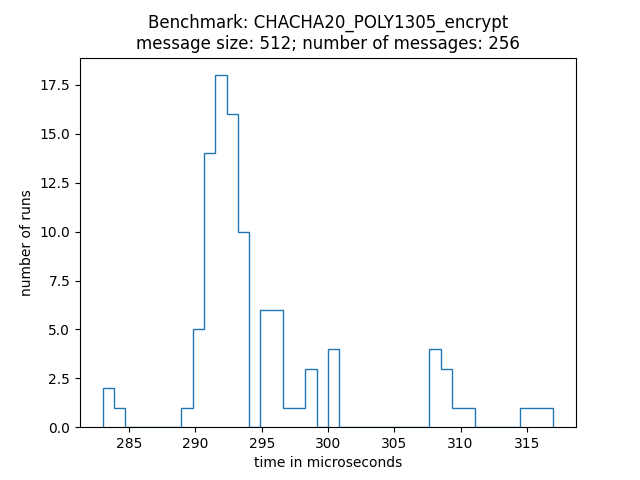 Benchmark: CHACHA20_POLY1305_encrypt
message size: 512; number of messages: 256
17.5
15.0
12.5
10.0
7.5
5.0
2.5
0.0
number of runs
285 290 295 300 305 310 315
time in microseconds